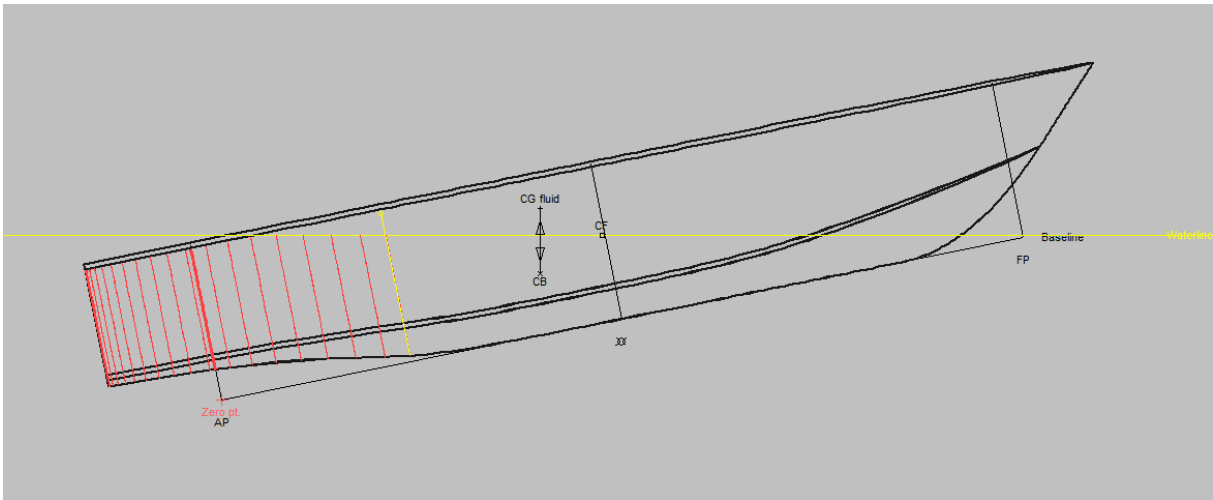 CG fluid
CF
Baseline
Waterline
FP
CB
Zero pt.
AP